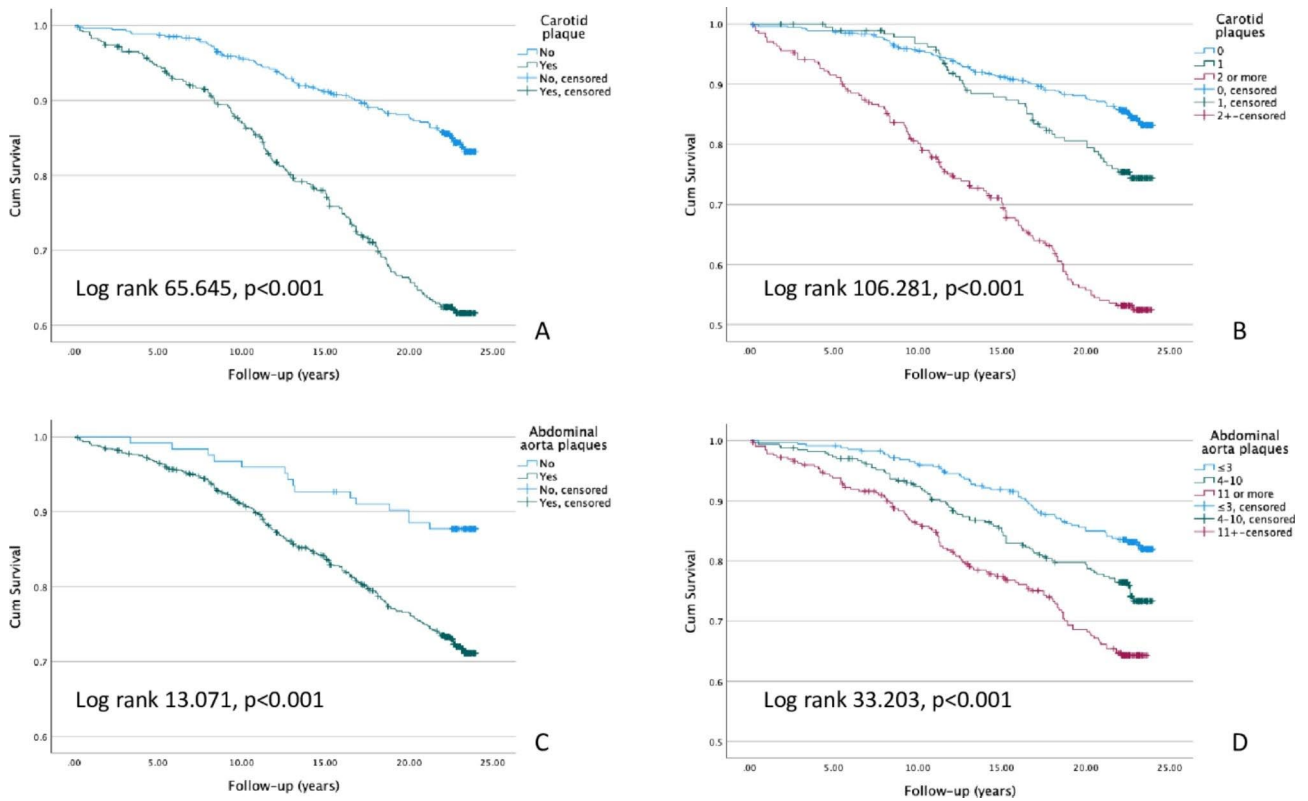 Carotid
plaque
No
Yes
No, censored
Yes, censored
1.0
0.9
0.8
0.7
0.6
Cum Survival
Log rank 65.645, p<0.001
A
.00 5.00 10.00 15.00 20.00 25.00
Follow-up (years)
Carotid
plaques
0
1
2 or more
0, censored
1, censored
2+-censored
1.0
0.9
0.8
0.7
0.6
0.5
Cum Survival
Log rank 106.281, p<0.001
B
.00 5.00 10.00 15.00 20.00 25.00
Follow-up (years)
Abdominal
aorta plaques
No
Yes
No, censored
Yes, censored
1.0
0.9
0.8
0.7
0.6
Cum Survival
Log rank 13.071, p<0.001
C
.00 5.00 10.00 15.00 20.00 25.00
Follow-up (years)
Abdominal
aorta plaques
≤3
4-10
11 or more
≤3, censored
4-10, censored
11+-censored
1.0
0.9
0.8
0.7
0.6
0.5
Cum Survival
Log rank 33.203, p<0.001
D
.00 5.00 10.00 15.00 20.00 25.00
Follow-up (years)